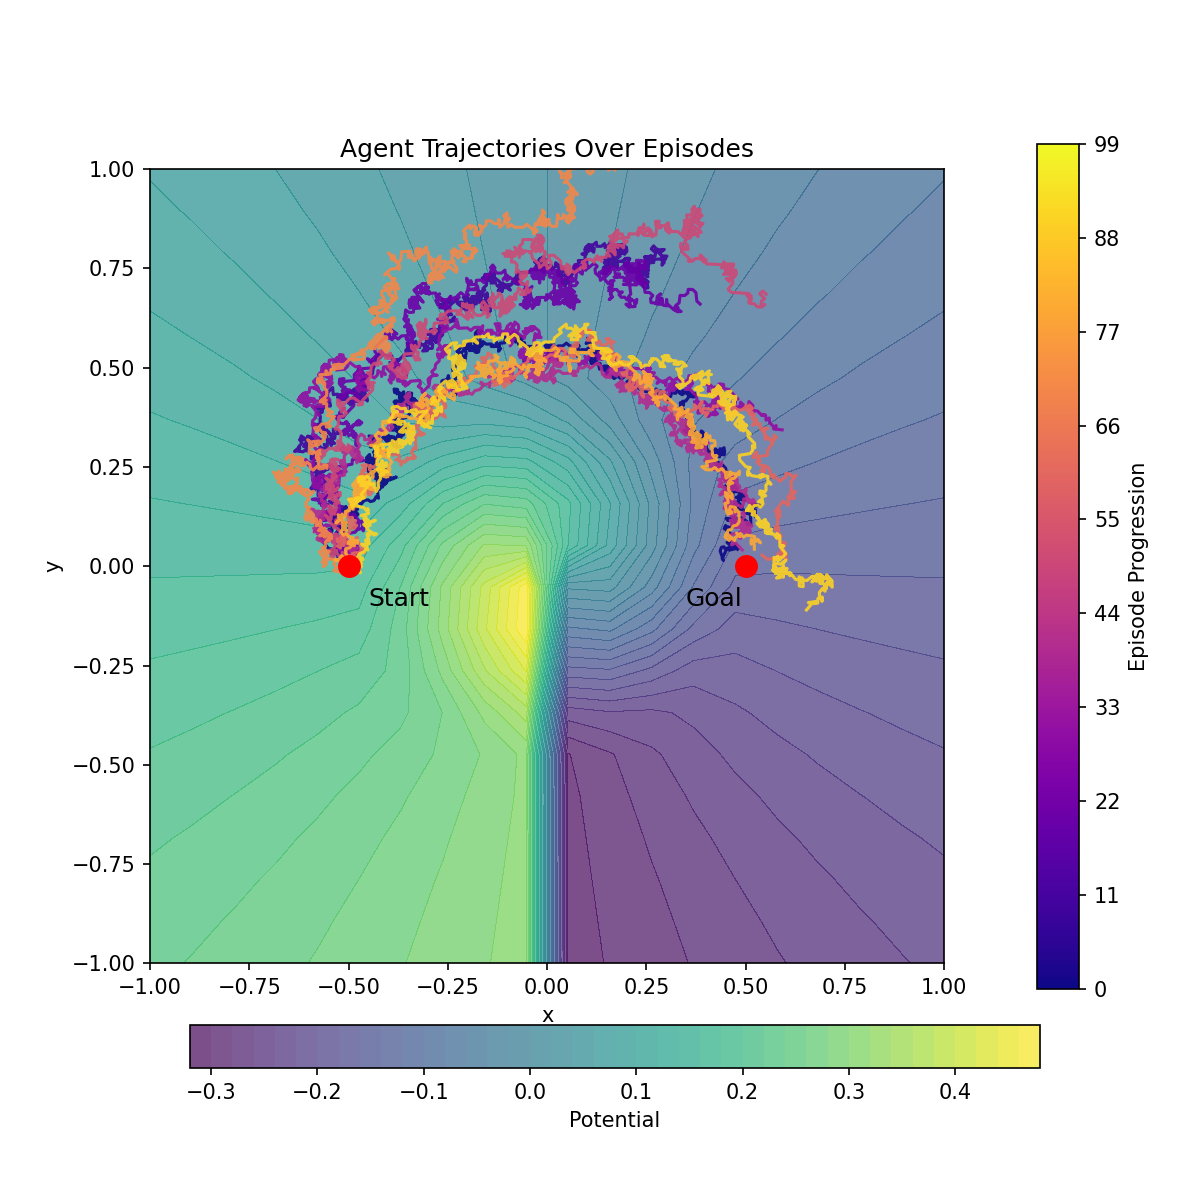 Agent Trajectories Over Episodes
1.00
0.75
0.50
0.25
0.00
−0.25
−0.50
−0.75
−1.00
y
Start
Goal
−1.00 −0.75 −0.50 −0.25 0.00 0.25 0.50 0.75 1.00
x
99
88
77
66
55
44
33
22
11
0
Episode Progression
−0.3 −0.2 −0.1 0.0 0.1 0.2 0.3 0.4
Potential